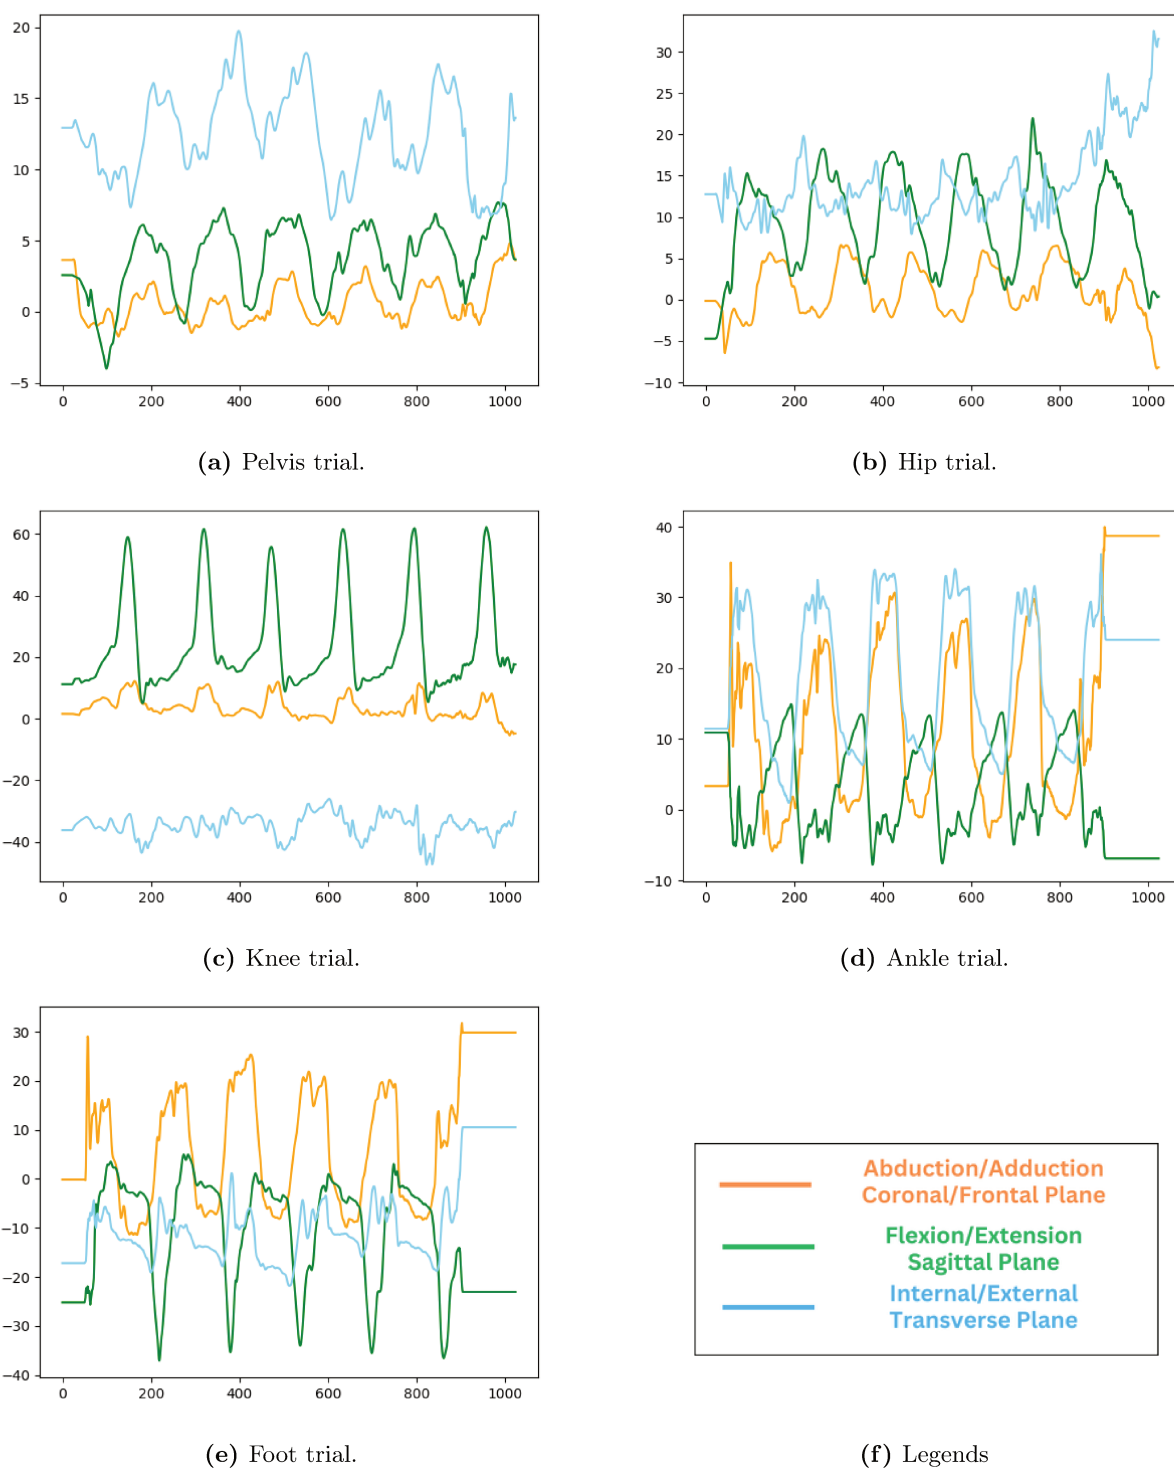 20
15
10
5
0
−5
0 200 400 600 800 1000
30
25
20
15
10
5
0
−5
−10
0 200 400 600 800 1000
(a) Pelvis trial.
(b) Hip trial.
60
40
20
0
−20
−40
0 200 400 600 800 1000
40
30
20
10
0
−10
0 200 400 600 800 1000
(c) Knee trial.
(d) Ankle trial.
30
20
10
0
−10
−20
−30
−40
0 200 400 600 800 1000
Abduction/Adduction
Coronal/Frontal Plane
Flexion/Extension
Sagittal Plane
Internal/External
Transverse Plane
(e) Foot trial.
(f) Legends